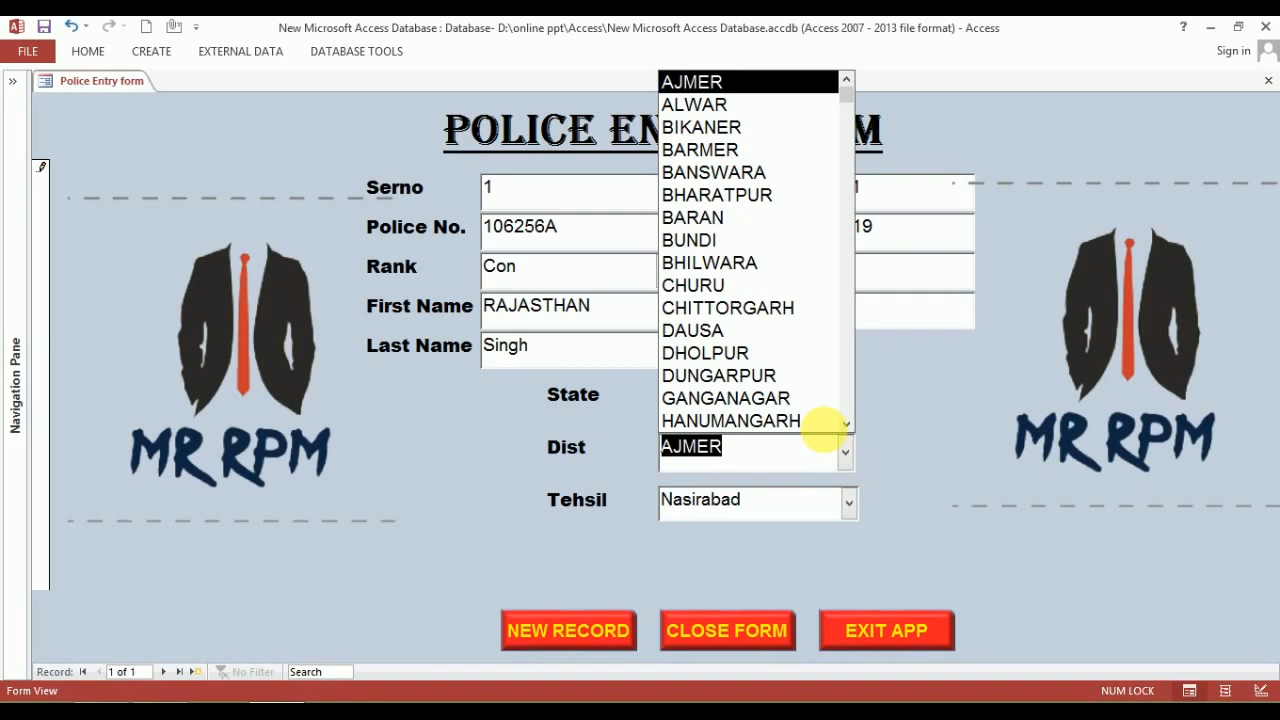 New Microsoft Access Database : Database- D:\online ppt\Access\New Microsoft Access Database.accdb (Access 2007 - 2013 file format) - Access
?
FILE HOME CREATE EXTERNAL DATA DATABASE TOOLS
Sign in
Police Entry form
POLICE EN M
Serno 1 1
Police No. 106256A 19
Rank Con
First Name RAJASTHAN
Last Name Singh
State
AJMER
ALWAR
BIKANER
BARMER
BANSWARA
BHARATPUR
BARAN
BUNDI
BHILWARA
CHURU
CHITTORGARH
DAUSA
DHOLPUR
DUNGARPUR
GANGANAGAR
HANUMANGARH
Dist AJMER
Tehsil Nasirabad
MR RPM
MR RPM
Navigation Pane
NEW RECORD CLOSE FORM EXIT APP
Record: 1 of 1 No Filter Search
Form View NUM LOCK